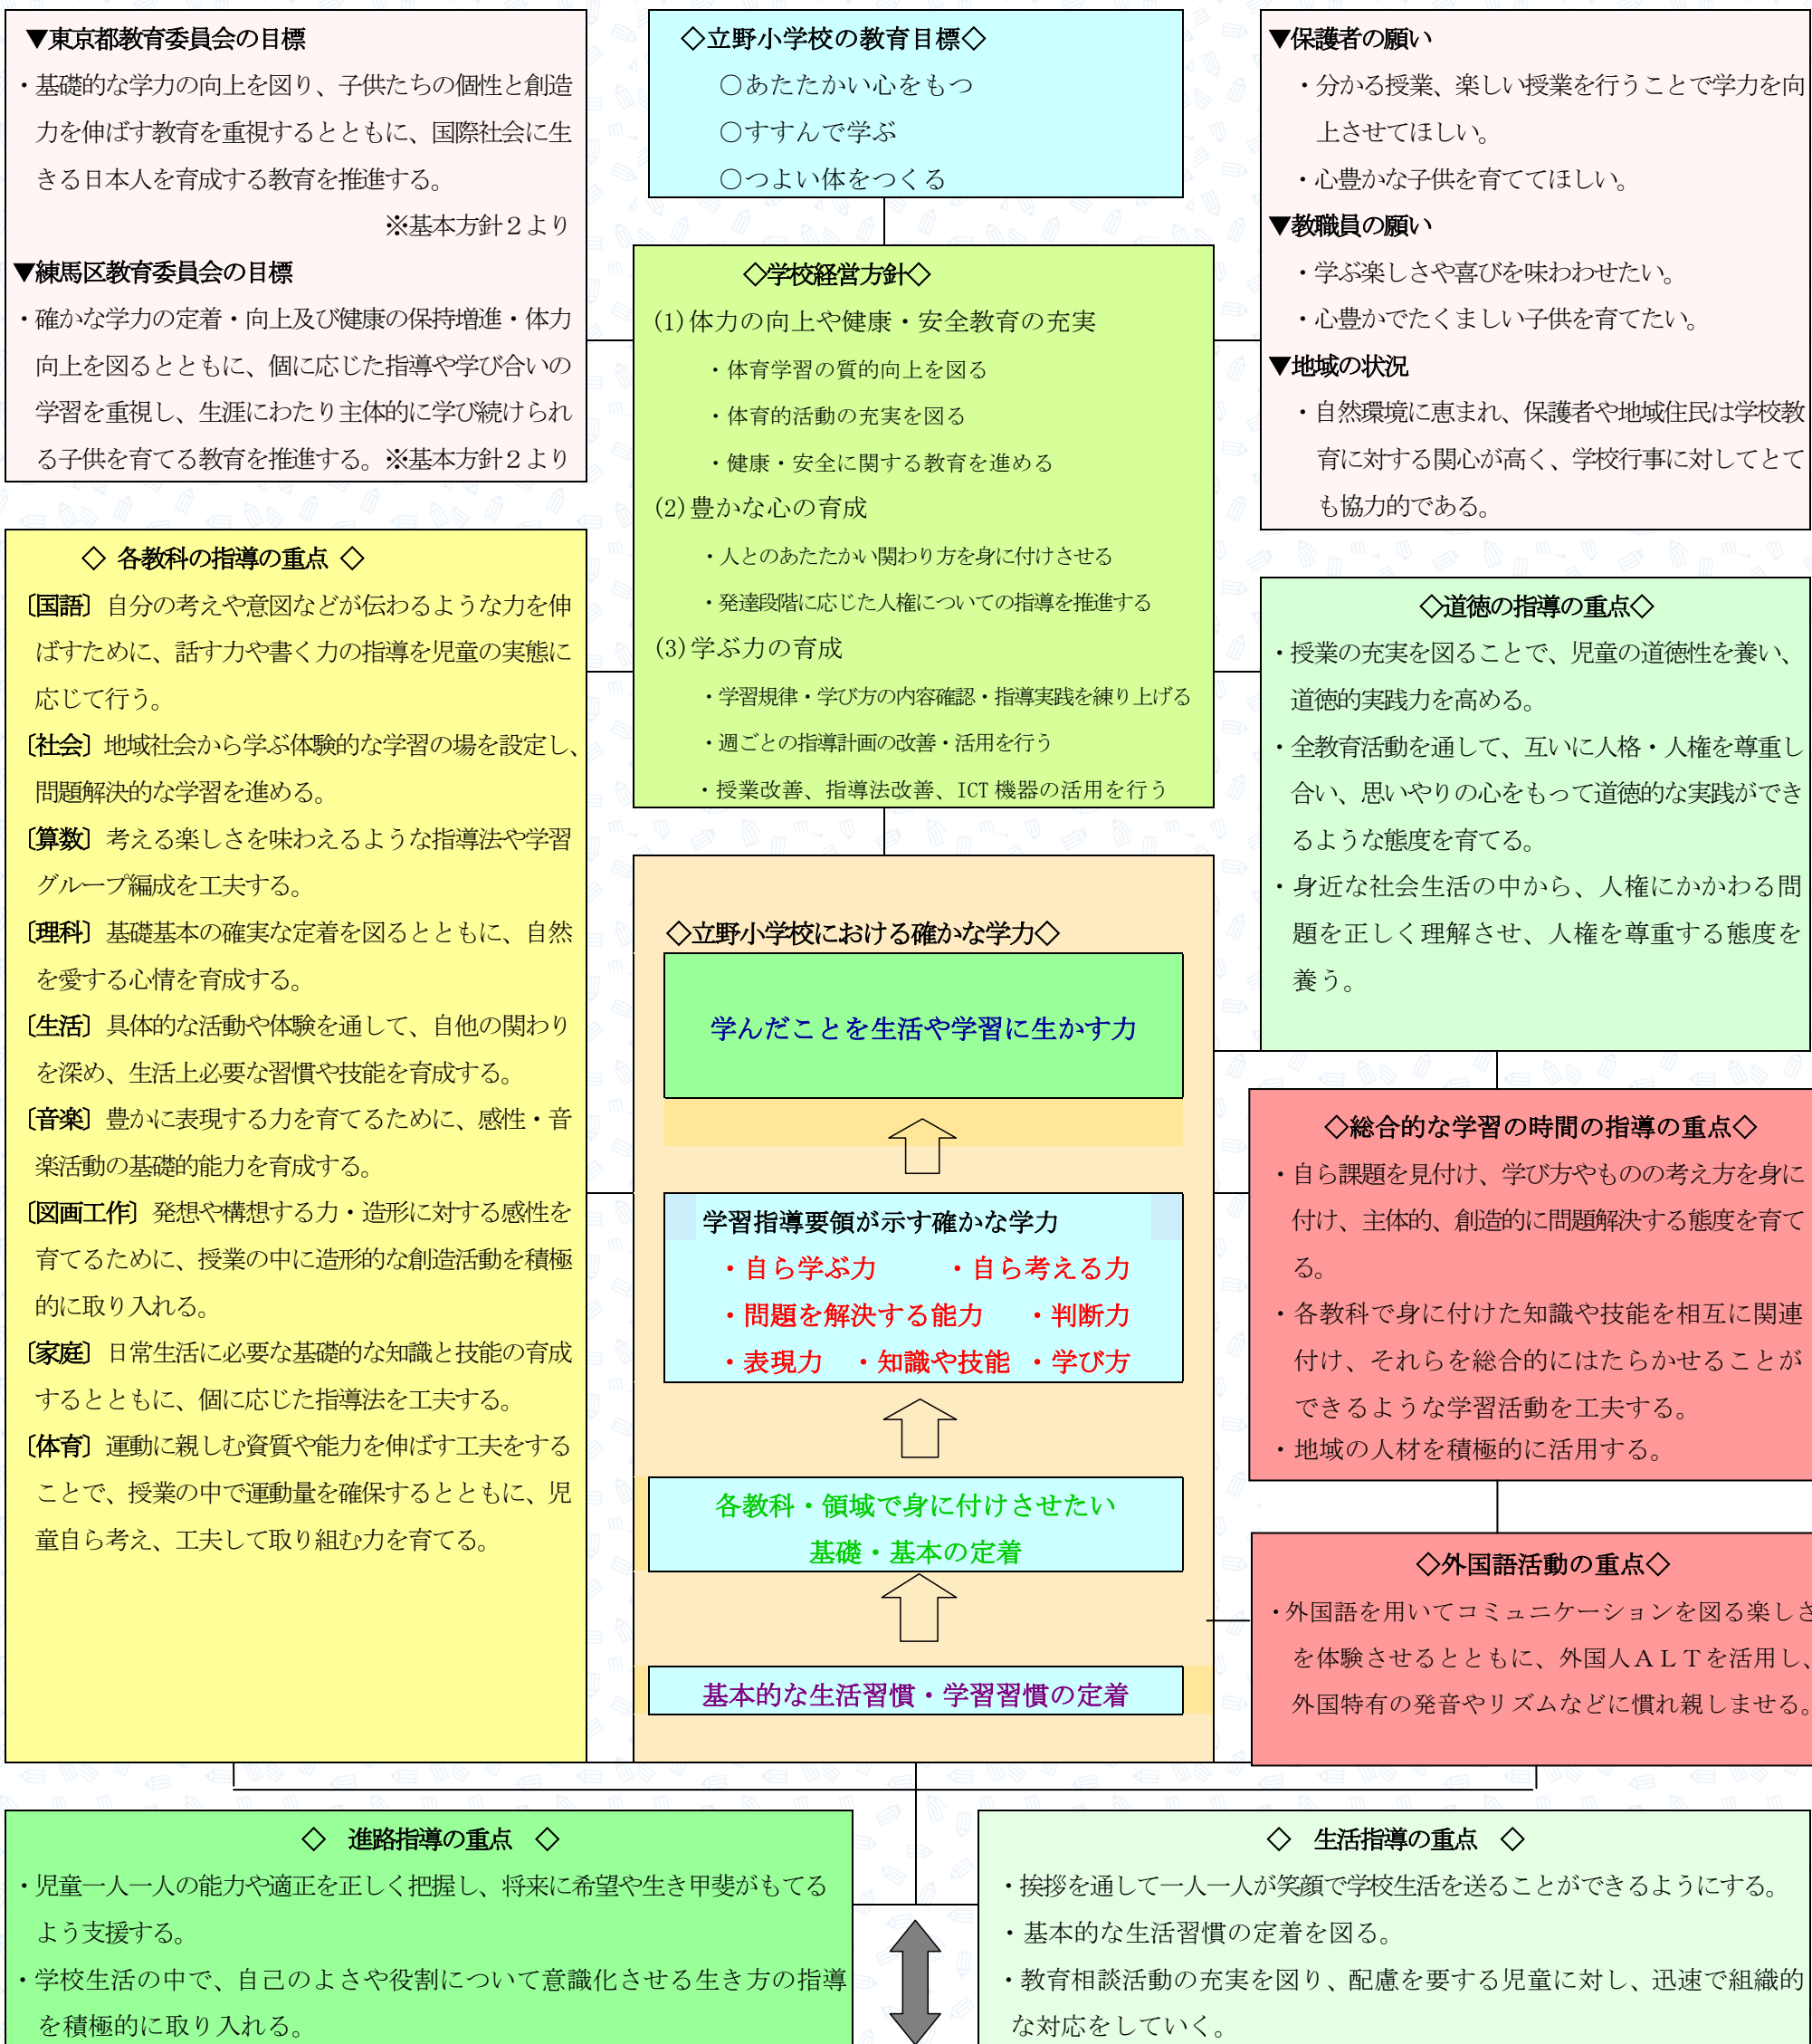 ▼東京都教育委員会の目標
・基礎的な学力の向上を図り、子供たちの個性と創造
力を伸ばす教育を重視するとともに、国際社会に生
きる日本人を育成する教育を推進する。
※基本方針２より
▼練馬区教育委員会の目標
・確かな学力の定着・向上及び健康の保持増進・体力
向上を図るとともに、個に応じた指導や学び合いの
学習を重視し、生涯にわたり主体的に学び続けられ
る子供を育てる教育を推進する。※基本方針２より
◇立野小学校の教育目標◇
○あたたかい心をもつ
○すすんで学ぶ
○つよい体をつくる
▼保護者の願い
・分かる授業、楽しい授業を行うことで学力を向
上させてほしい。
・心豊かな子供を育ててほしい。
▼教職員の願い
・学ぶ楽しさや喜びを味わわせたい。
・心豊かでたくましい子供を育てたい。
▼地域の状況
・自然環境に恵まれ、保護者や地域住民は学校教
育に対する関心が高く、学校行事に対してとて
も協力的である。
◇学校経営方針◇
(1)体力の向上や健康・安全教育の充実
・体育学習の質的向上を図る
・体育的活動の充実を図る
・健康・安全に関する教育を進める
(2)豊かな心の育成
・人とのあたたかい関わり方を身に付けさせる
・発達段階に応じた人権についての指導を推進する
(3)学ぶ力の育成
・学習規律・学び方の内容確認・指導実践を練り上げる
・週ごとの指導計画の改善・活用を行う
・授業改善、指導法改善、ICT 機器の活用を行う
◇ 各教科の指導の重点 ◇
〔国語〕自分の考えや意図などが伝わるような力を伸
ばすために、話す力や書く力の指導を児童の実態に
応じて行う。
〔社会〕地域社会から学ぶ体験的な学習の場を設定し、
問題解決的な学習を進める。
〔算数〕考える楽しさを味わえるような指導法や学習
グループ編成を工夫する。
〔理科〕基礎基本の確実な定着を図るとともに、自然
を愛する心情を育成する。
〔生活〕具体的な活動や体験を通して、自他の関わり
を深め、生活上必要な習慣や技能を育成する。
〔音楽〕豊かに表現する力を育てるために、感性・音
楽活動の基礎的能力を育成する。
〔図画工作〕発想や構想する力・造形に対する感性を
育てるために、授業の中に造形的な創造活動を積極
的に取り入れる。
〔家庭〕日常生活に必要な基礎的な知識と技能の育成
するとともに、個に応じた指導法を工夫する。
〔体育〕運動に親しむ資質や能力を伸ばす工夫をする
ことで、授業の中で運動量を確保するとともに、児
童自ら考え、工夫して取り組む力を育てる。
◇立野小学校における確かな学力◇
学んだことを生活や学習に生かす力
学習指導要領が示す確かな学力
・自ら学ぶ力 ・自ら考える力
・問題を解決する能力 ・判断力
・表現力 ・知識や技能 ・学び方
各教科・領域で身に付けさせたい
基礎・基本の定着
基本的な生活習慣・学習習慣の定着
◇道徳の指導の重点◇
・授業の充実を図ることで、児童の道徳性を養い、
道徳的実践力を高める。
・全教育活動を通して、互いに人格・人権を尊重し
合い、思いやりの心をもって道徳的な実践ができ
るような態度を育てる。
・身近な社会生活の中から、人権にかかわる問
題を正しく理解させ、人権を尊重する態度を
養う。
◇総合的な学習の時間の指導の重点◇
・自ら課題を見付け、学び方やものの考え方を身に
付け、主体的、創造的に問題解決する態度を育て
る。
・各教科で身に付けた知識や技能を相互に関連
付け、それらを総合的にはたらかせることが
できるような学習活動を工夫する。
・地域の人材を積極的に活用する。
◇外国語活動の重点◇
・外国語を用いてコミュニケーションを図る楽しさ
を体験させるとともに、外国人ＡＬＴを活用し、
外国特有の発音やリズムなどに慣れ親しませる。
◇ 進路指導の重点 ◇
・児童一人一人の能力や適正を正しく把握し、将来に希望や生き甲斐がもてる
よう支援する。
・学校生活の中で、自己のよさや役割について意識化させる生き方の指導
を積極的に取り入れる。
◇ 生活指導の重点 ◇
・挨拶を通して一人一人が笑顔で学校生活を送ることができるようにする。
・基本的な生活習慣の定着を図る。
・教育相談活動の充実を図り、配慮を要する児童に対し、迅速で組織的
な対応をしていく。